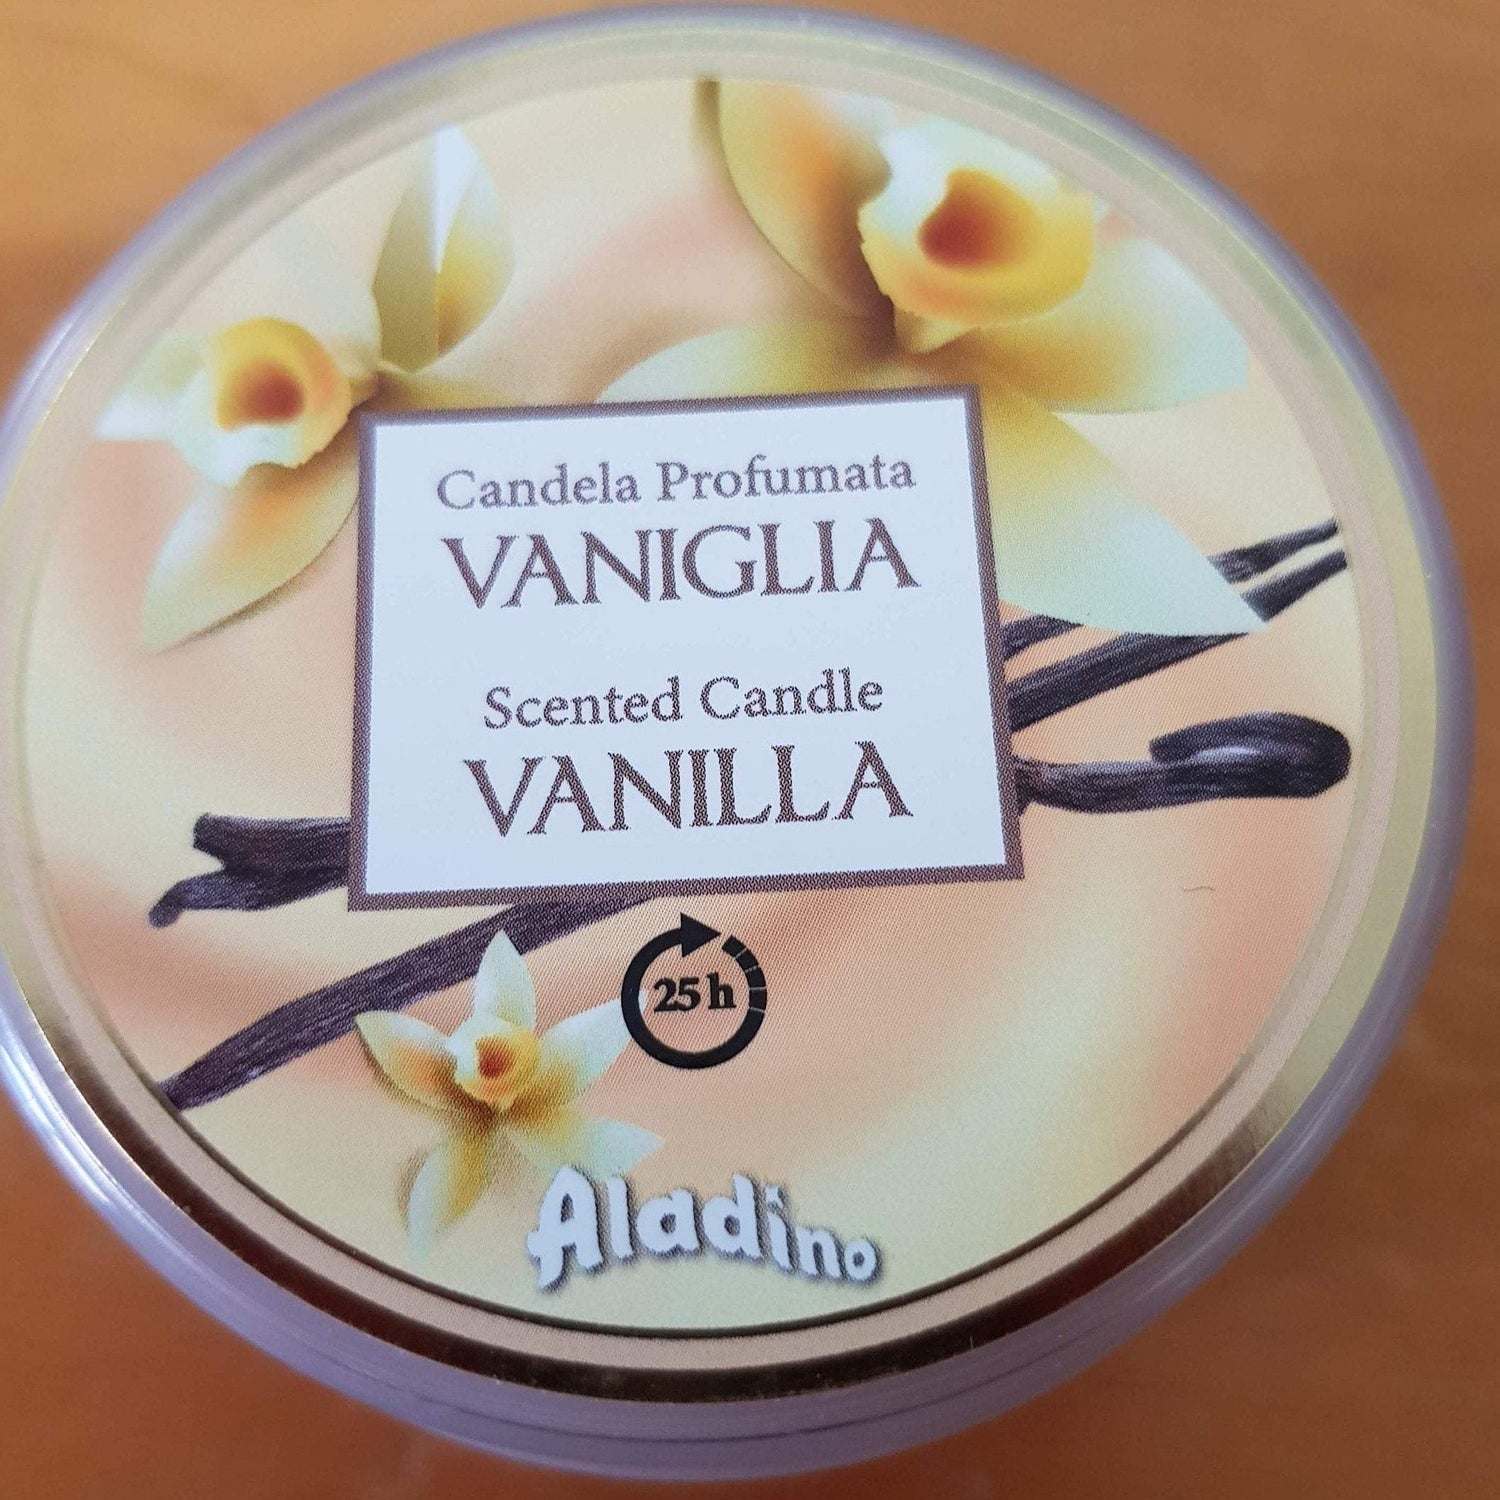 Candela Profumata
VANIGLIA
Scented Candle
VANILLA
25 h
Aladino